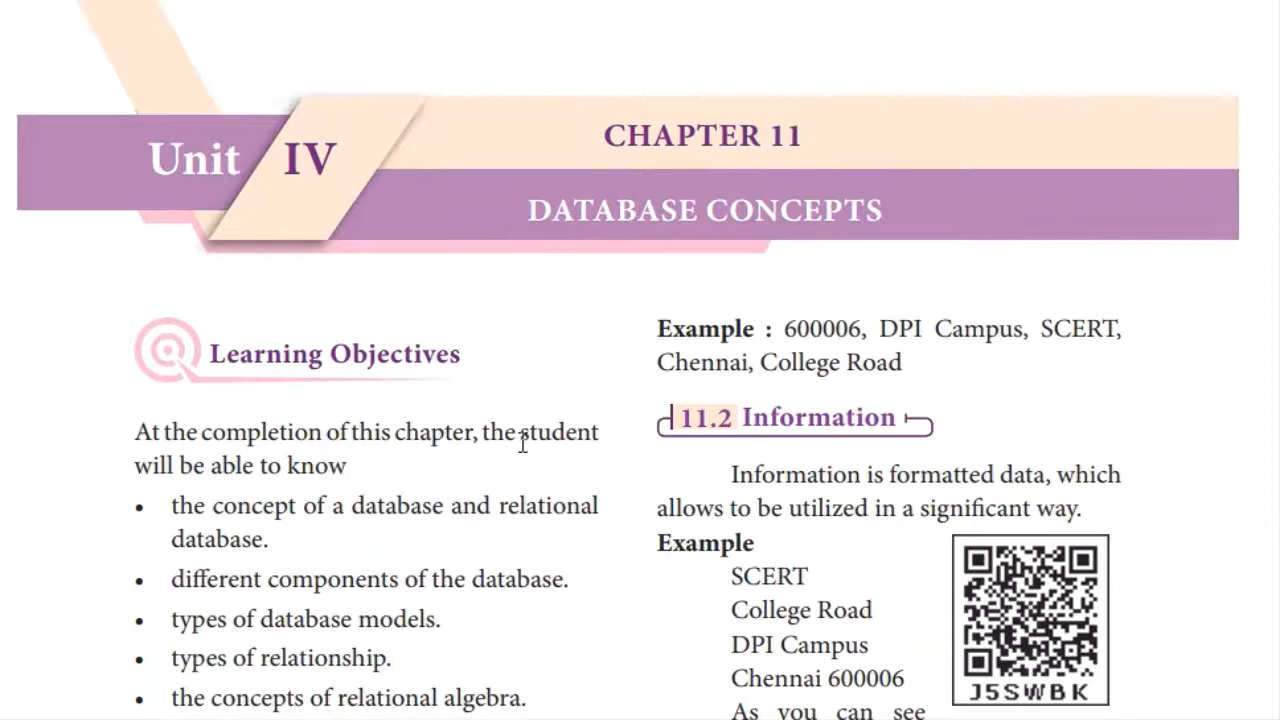 Unit IV
CHAPTER 11
DATABASE CONCEPTS
Learning Objectives
At the completion of this chapter, the student
will be able to know
• the concept of a database and relational
database.
• different components of the database.
• types of database models.
• types of relationship.
• the concepts of relational algebra.
Example : 600006, DPI Campus, SCERT,
Chennai, College Road
11.2 Information
Information is formatted data, which
allows to be utilized in a significant way.
Example
SCERT
College Road
DPI Campus
Chennai 600006
As you can see
J5SWBK